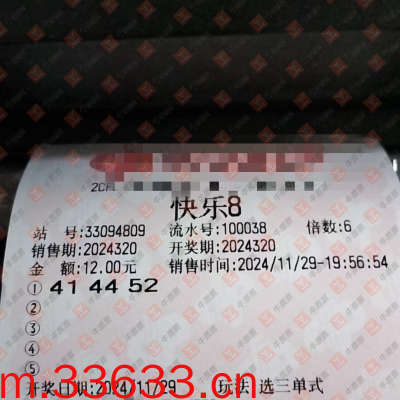 快乐8
站 号:33094809 流水号:100038 倍数:6
销售期:2024320 开奖期:2024320
金 额:12.00元 销售时间:2024/11/29-19:56:54
① 41 44 52
②
③
④
⑤
开奖日期:2024/11/29 玩法:选三单式
m.33633.cn